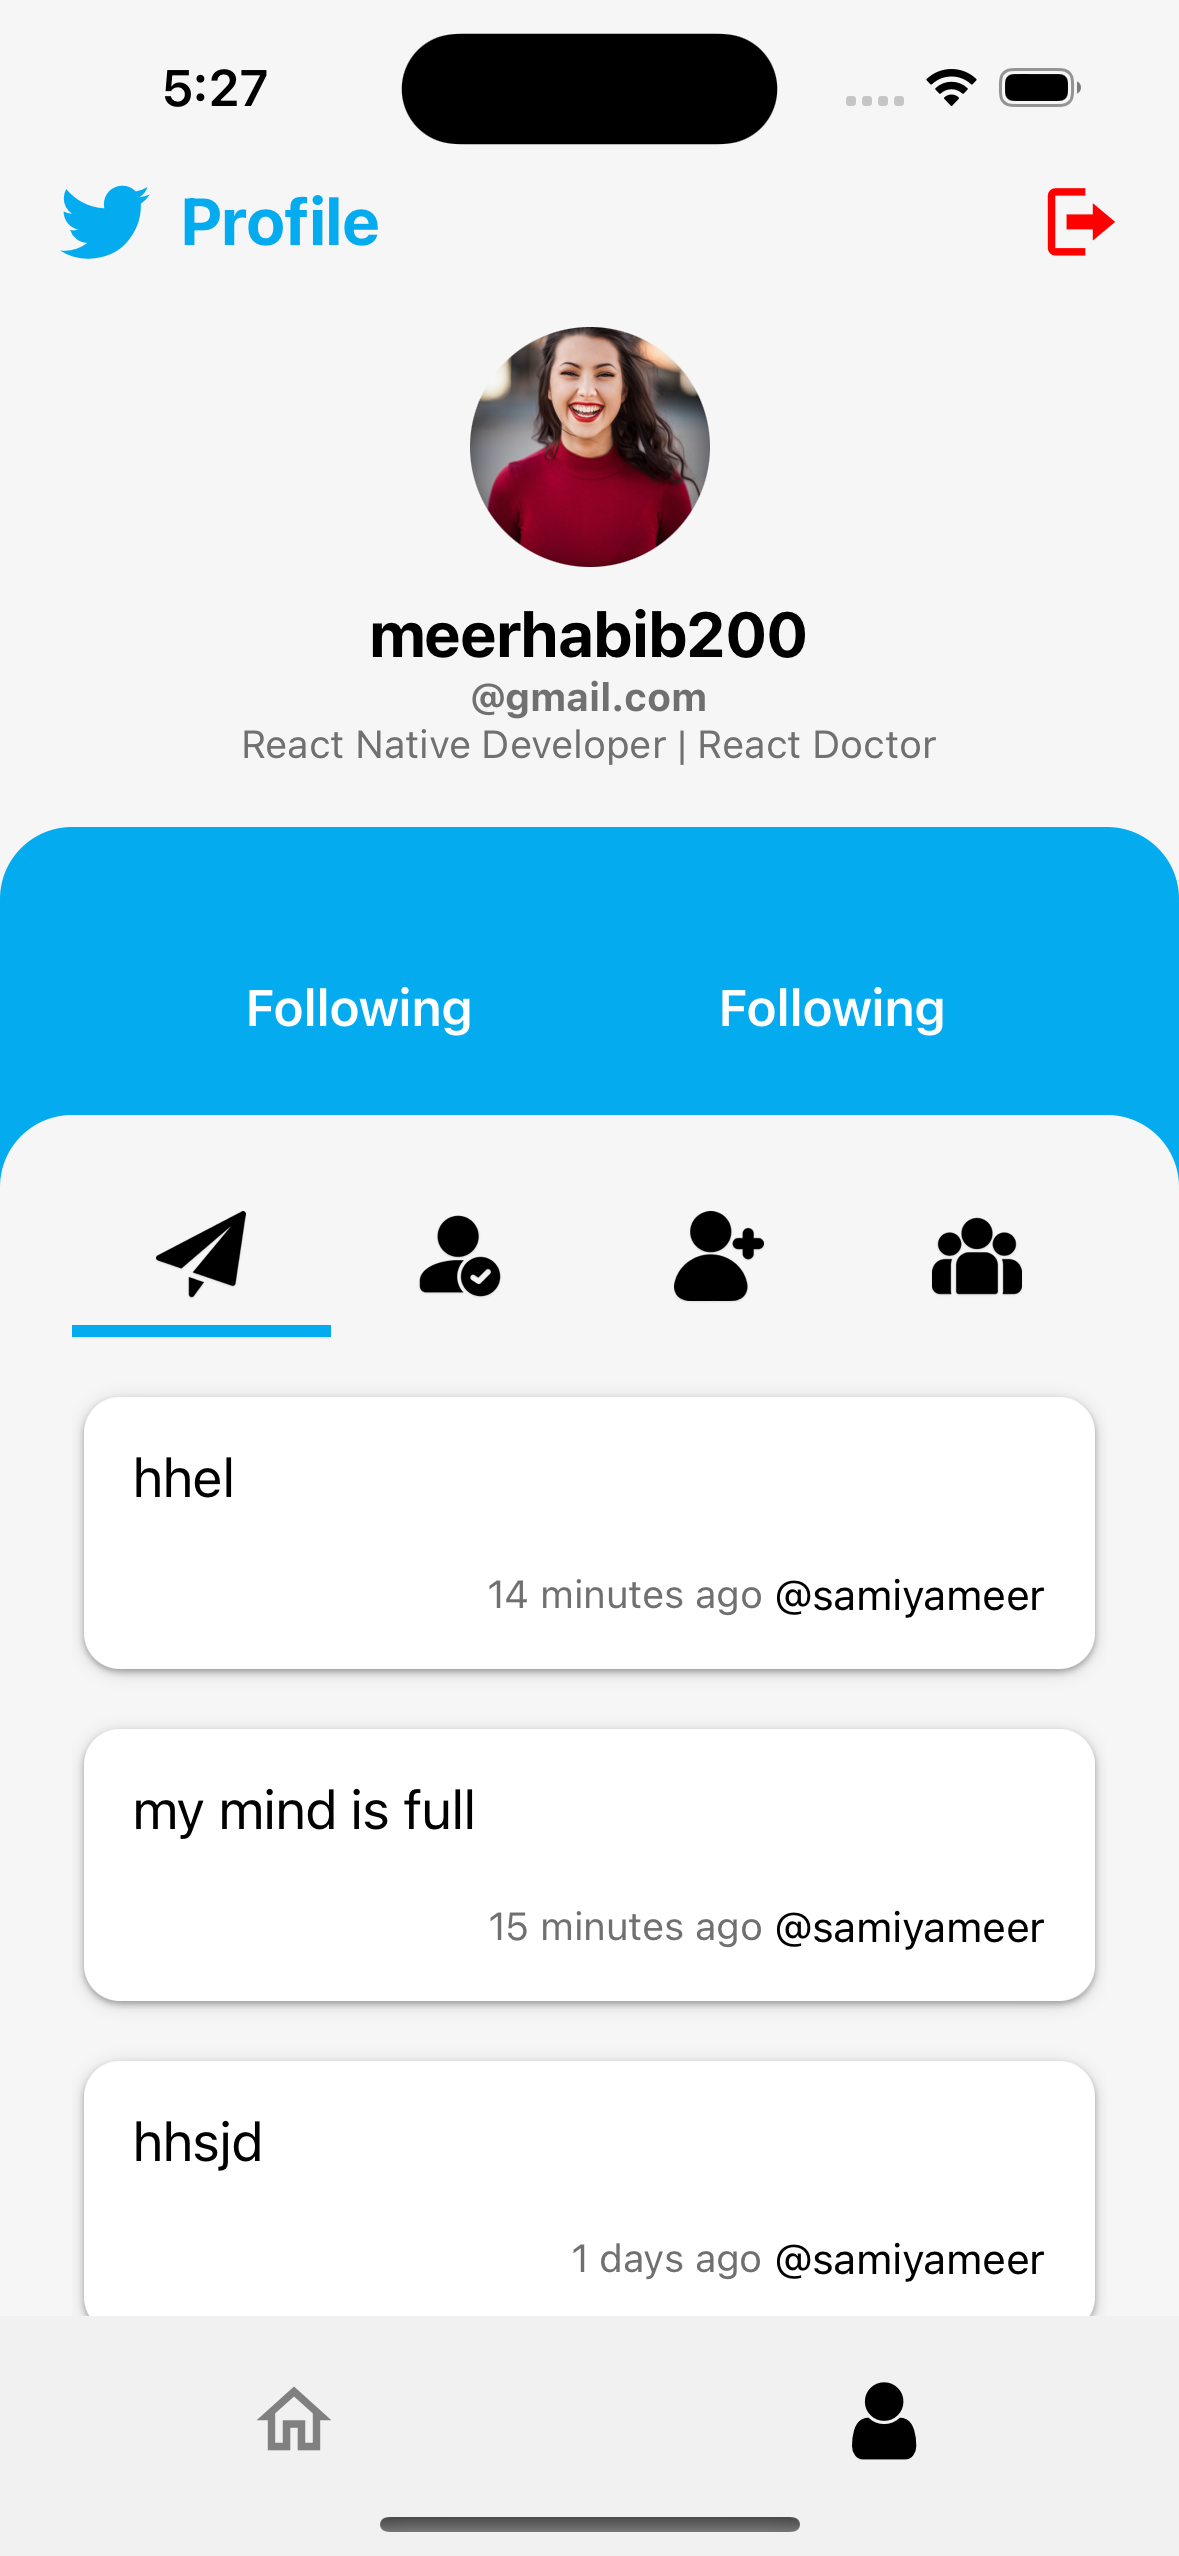 5:27
Profile
meerhabib200
@gmail.com
React Native Developer | React Doctor
Following Following
hhel
14 minutes ago @samiyameer
my mind is full
15 minutes ago @samiyameer
hhsjd
1 days ago @samiyameer